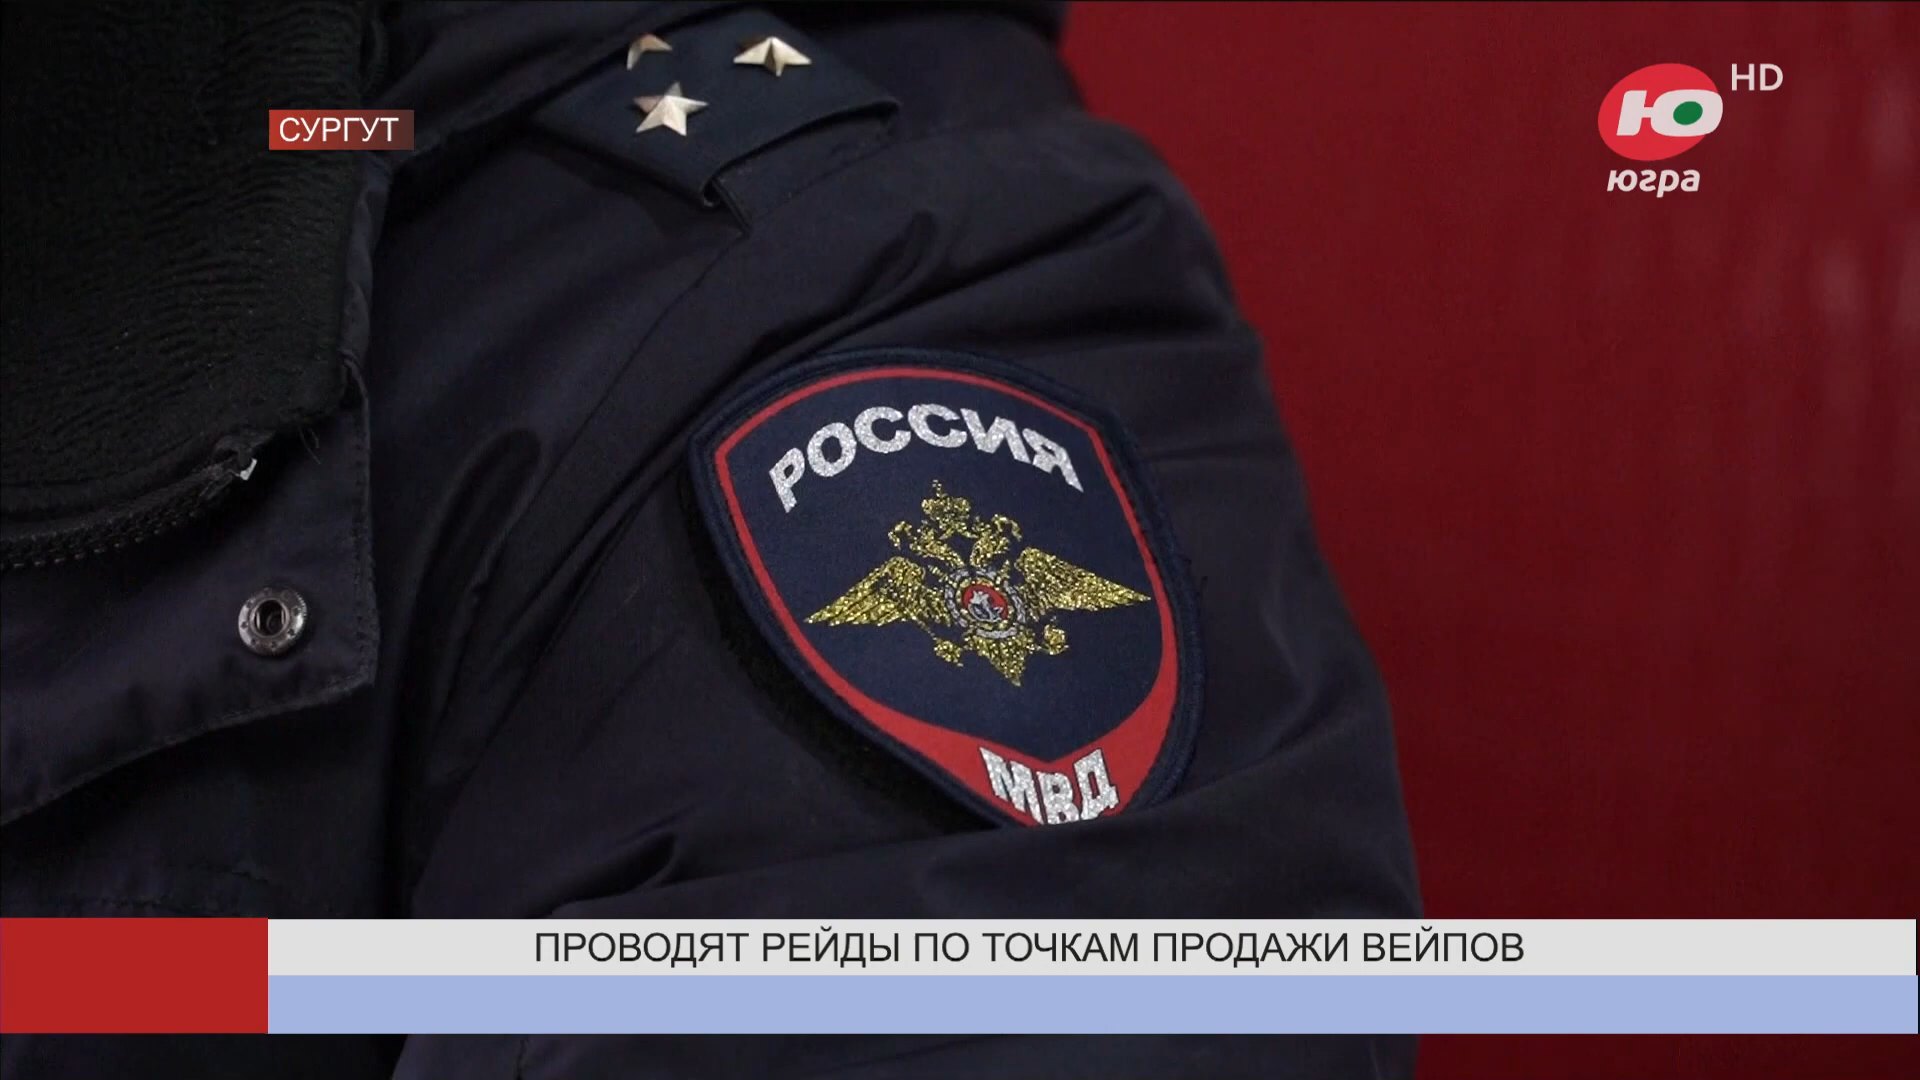 СУРГУТ
HD
Ю
югра
РОССИЯ
МВД
ПРОВОДЯТ РЕЙДЫ ПО ТОЧКАМ ПРОДАЖИ ВЕЙПОВ